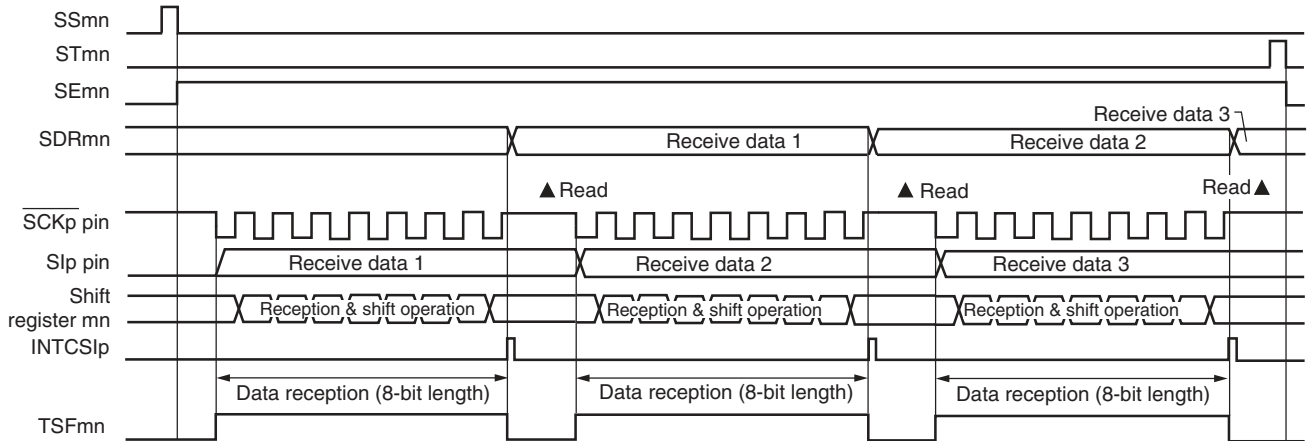 SSmn
STmn
SEmn
Receive data 3
SDRmn
Receive data 1
Receive data 2
▲ Read
▲ Read
Read ▲
SCKp pin
SIp pin
Receive data 1
Receive data 2
Receive data 3
Shift
register mn
Reception & shift operation
Reception & shift operation
Reception & shift operation
INTCSIp
Data reception (8-bit length)
Data reception (8-bit length)
Data reception (8-bit length)
TSFmn